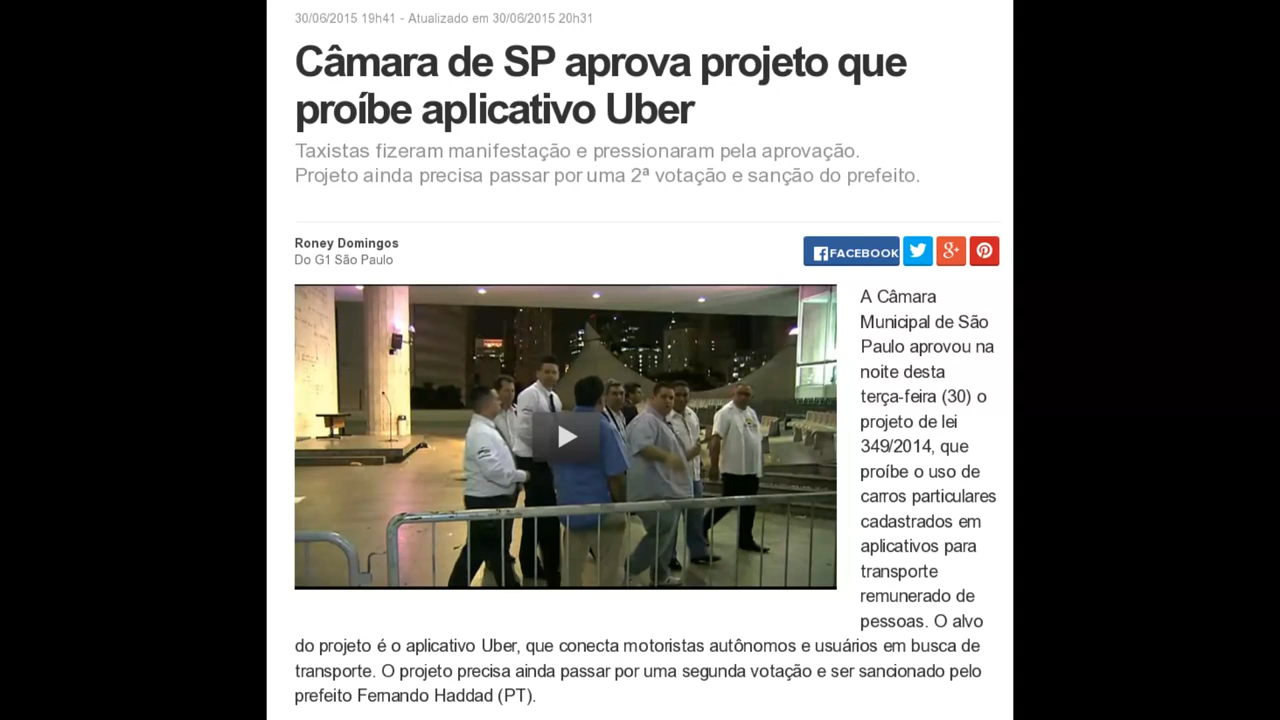 30/06/2015 19h41 - Atualizado em 30/06/2015 20h31
Câmara de SP aprova projeto que
proíbe aplicativo Uber
Taxistas fizeram manifestação e pressionaram pela aprovação.
Projeto ainda precisa passar por uma 2ª votação e sanção do prefeito.
Roney Domingos
Do G1 São Paulo
FACEBOOK
A Câmara
Municipal de São
Paulo aprovou na
noite desta
terça-feira (30) o
projeto de lei
349/2014, que
proíbe o uso de
carros particulares
cadastrados em
aplicativos para
transporte
remunerado de
pessoas. O alvo
do projeto é o aplicativo Uber, que conecta motoristas autônomos e usuários em busca de
transporte. O projeto precisa ainda passar por uma segunda votação e ser sancionado pelo
prefeito Fernando Haddad (PT).